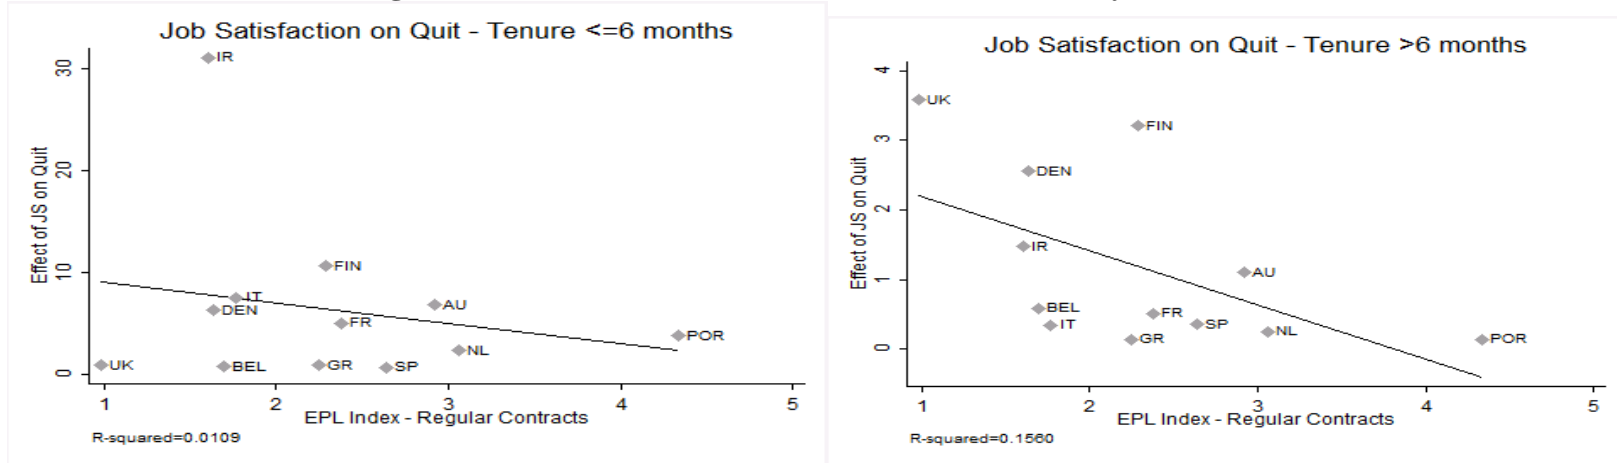 Job Satisfaction on Quit - Tenure <=6 months
Effect of JS on Quit
30
20
10
0
IR
FIN
IT
DEN
AU
FR
POR
NL
UK
BEL
GR
SP
1 2 3 4 5
EPL Index - Regular Contracts
R-squared=0.0109
Job Satisfaction on Quit - Tenure >6 months
Effect of JS on Quit
4
3
2
1
0
UK
FIN
DEN
IR
AU
BEL
FR
IT
SP
NL
GR
POR
1 2 3 4 5
EPL Index - Regular Contracts
R-squared=0.1560